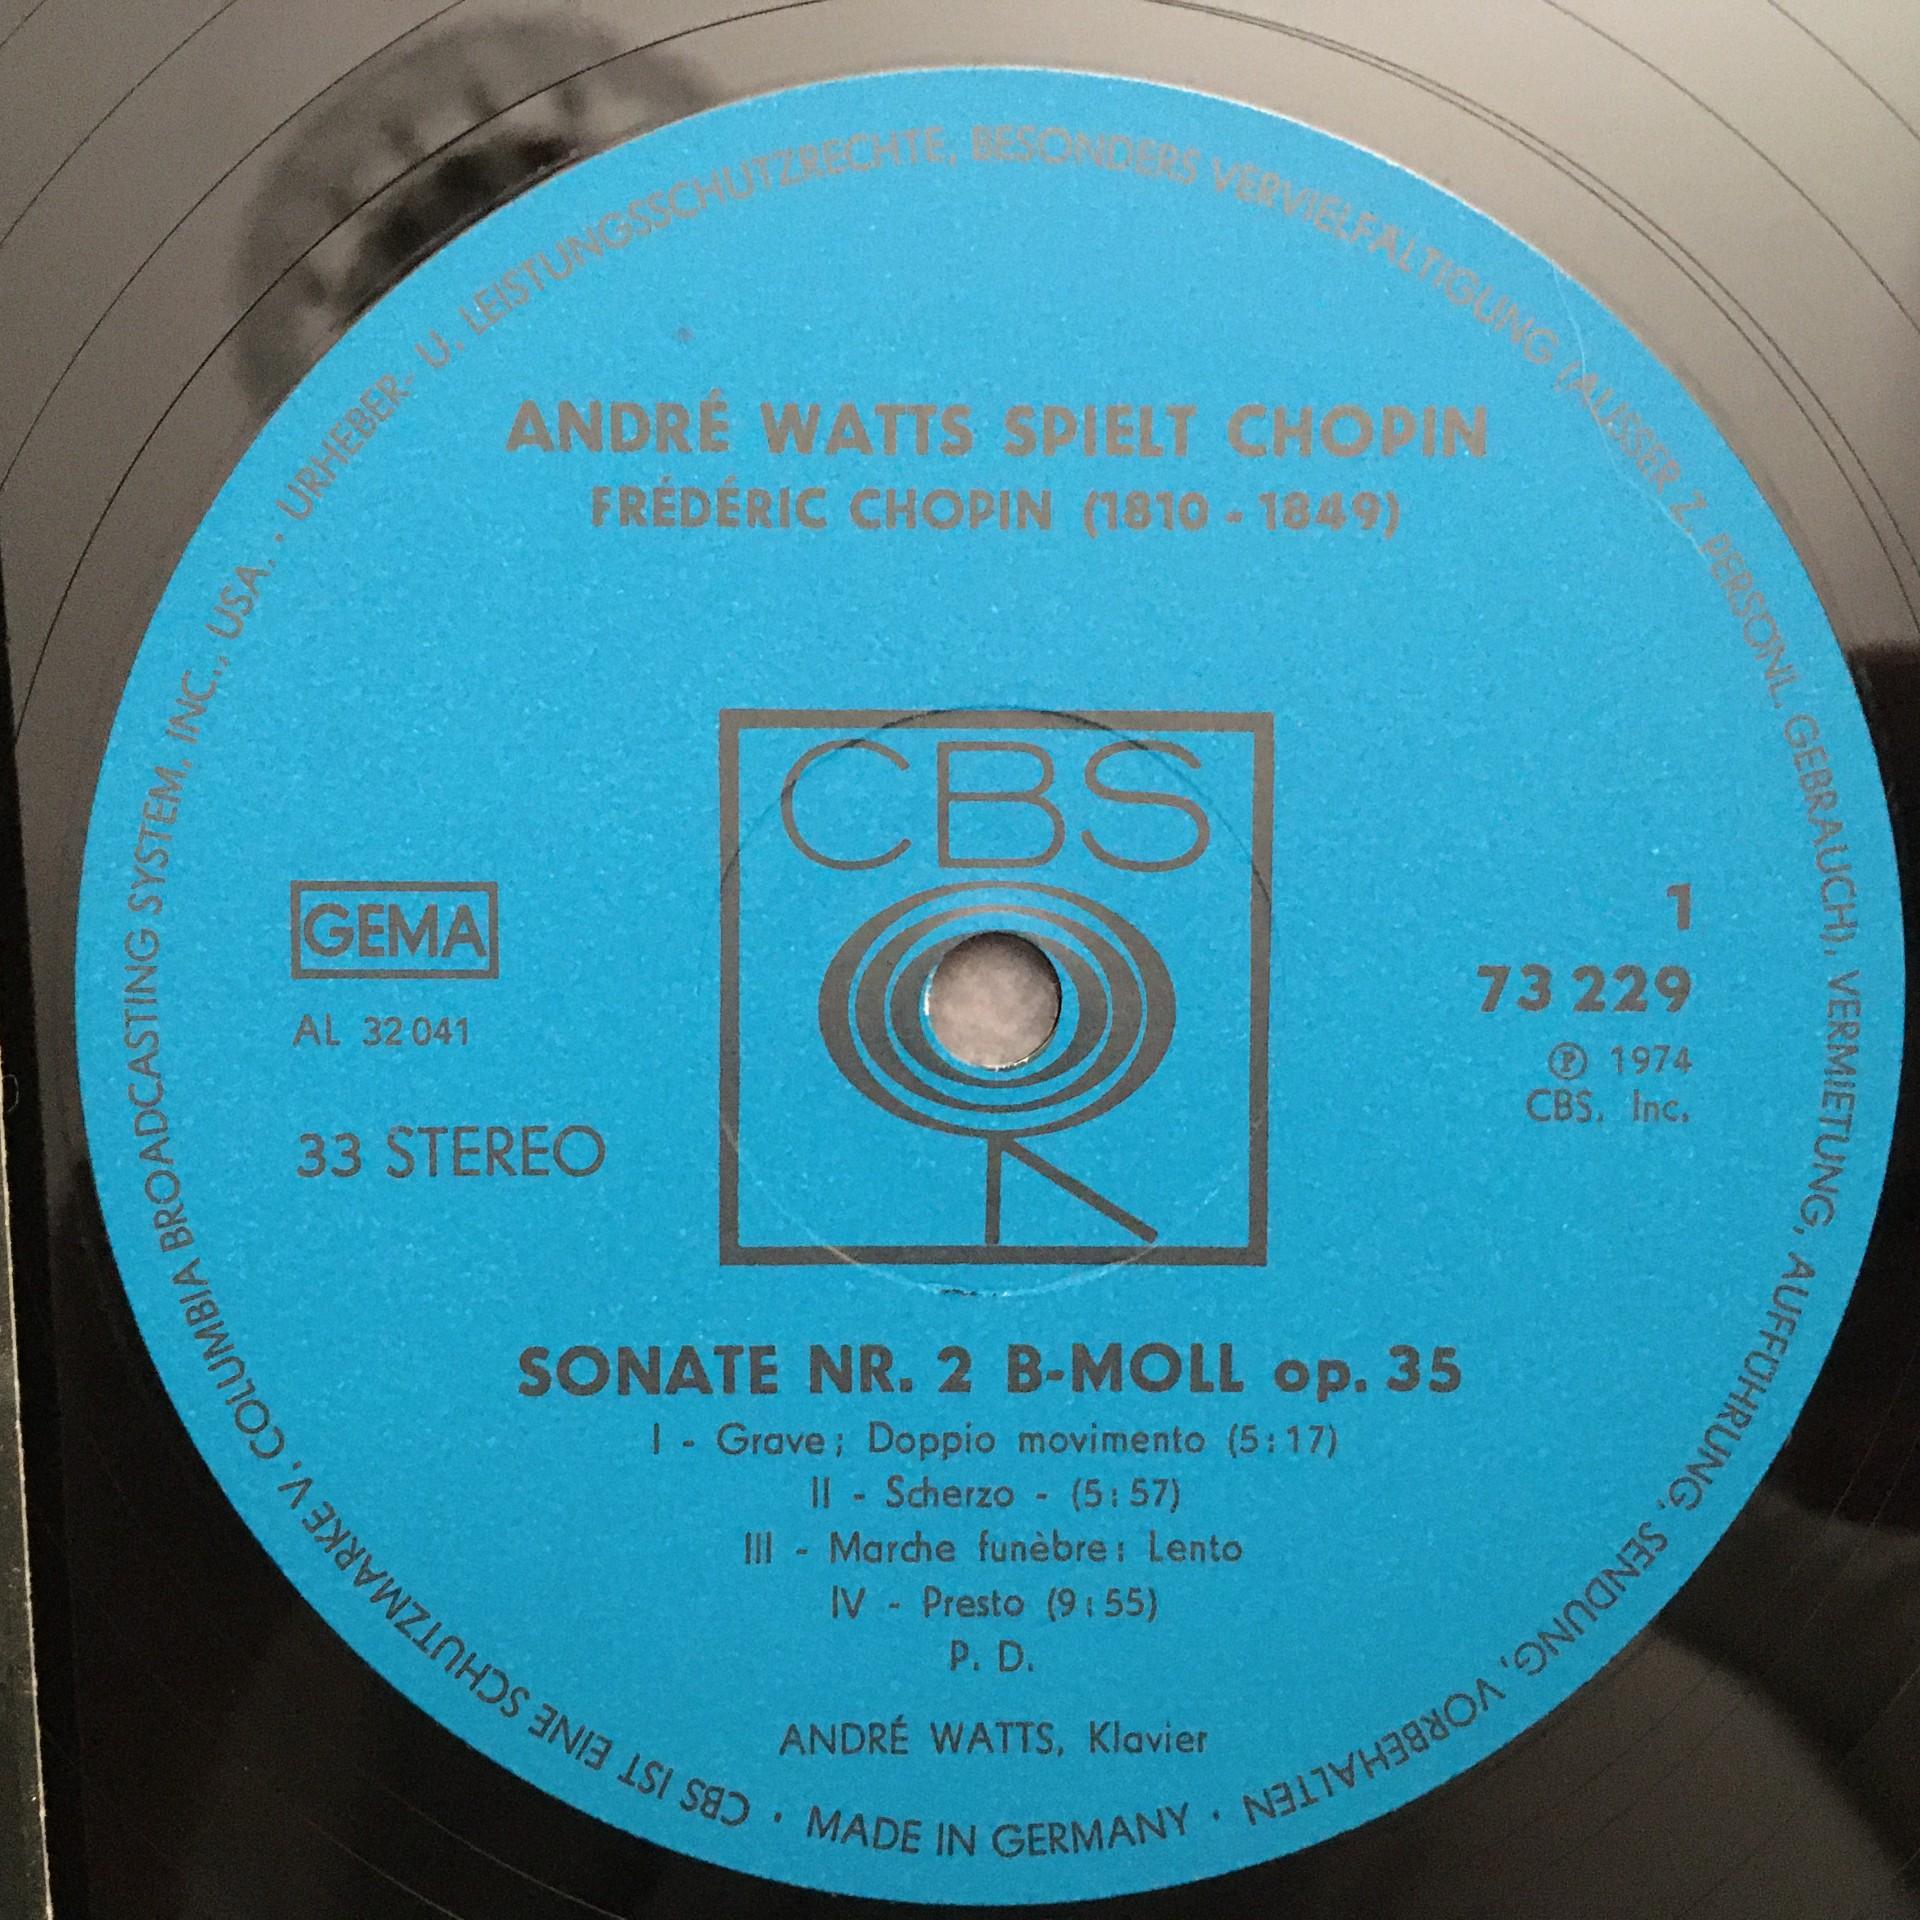 ANDRÉ WATTS SPIELT CHOPIN
FRÉDÉRIC CHOPIN (1810 - 1849)
CBS
GEMA
AL 32 041
33 STEREO
1
73 229
℗ 1974
CBS. Inc.
SONATE NR. 2 B-MOLL op. 35
I - Grave; Doppio movimento (5:17)
II - Scherzo - (5:57)
III - Marche funèbre: Lento
IV - Presto (9:55)
P. D.
ANDRÉ WATTS, Klavier
CBS IST EINE SCHUTZMARKE V. COLUMBIA BROADCASTING SYSTEM, INC., USA. · URHEBER- U. LEISTUNGSSCHUTZRECHTE, BESONDERS VERVIELFÄLTIGUNG (AUSSER Z. PERSÖNL. GEBRAUCH), VERMIETUNG, AUFFÜHRUNG, SENDUNG, VORBEHALTEN · MADE IN GERMANY ·